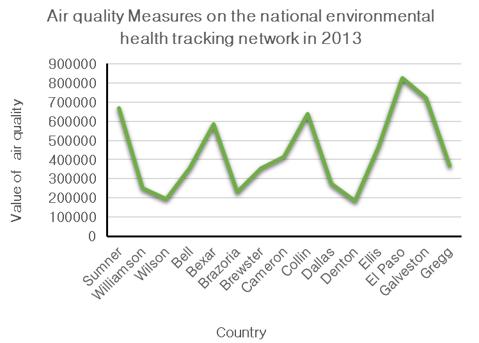 Air quality Measures on the national environmental
health tracking network in 2013
Value of air quality
900000
800000
700000
600000
500000
400000
300000
200000
100000
0
Sumner
Williamson
Wilson
Bell
Bexar
Brazoria
Brewster
Cameron
Collin
Dallas
Denton
Ellis
El Paso
Galveston
Gregg
Country